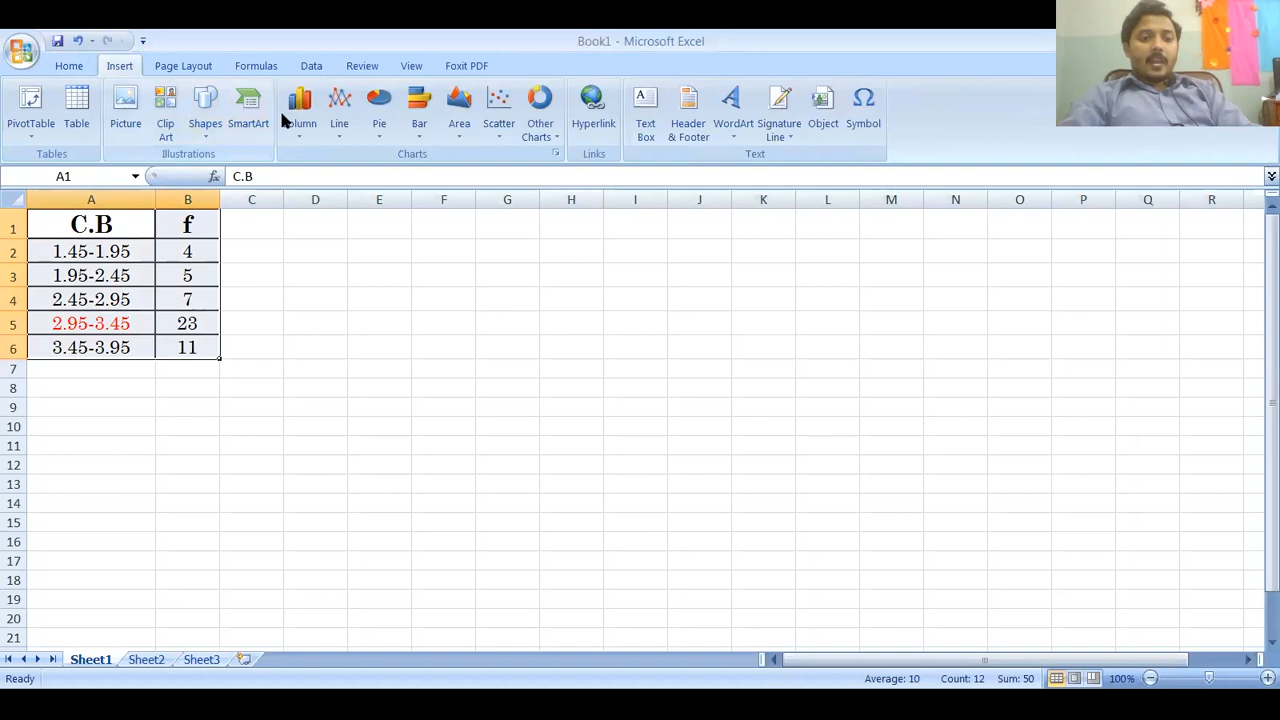 Book1 - Microsoft Excel
Home Insert Page Layout Formulas Data Review View Foxit PDF
PivotTable Table Picture Clip Art Shapes SmartArt Column Line Pie Bar Area Scatter Other Charts Hyperlink Text Box Header & Footer WordArt Signature Line Object Symbol
Tables Illustrations Charts Links Text
A1 fx C.B
A B C D E F G H I J K L M N O P Q R
1 C.B f
2 1.45-1.95 4
3 1.95-2.45 5
4 2.45-2.95 7
5 2.95-3.45 23
6 3.45-3.95 11
7
8
9
10
11
12
13
14
15
16
17
18
19
20
21
Sheet1 Sheet2 Sheet3
Ready Average: 10 Count: 12 Sum: 50 100%